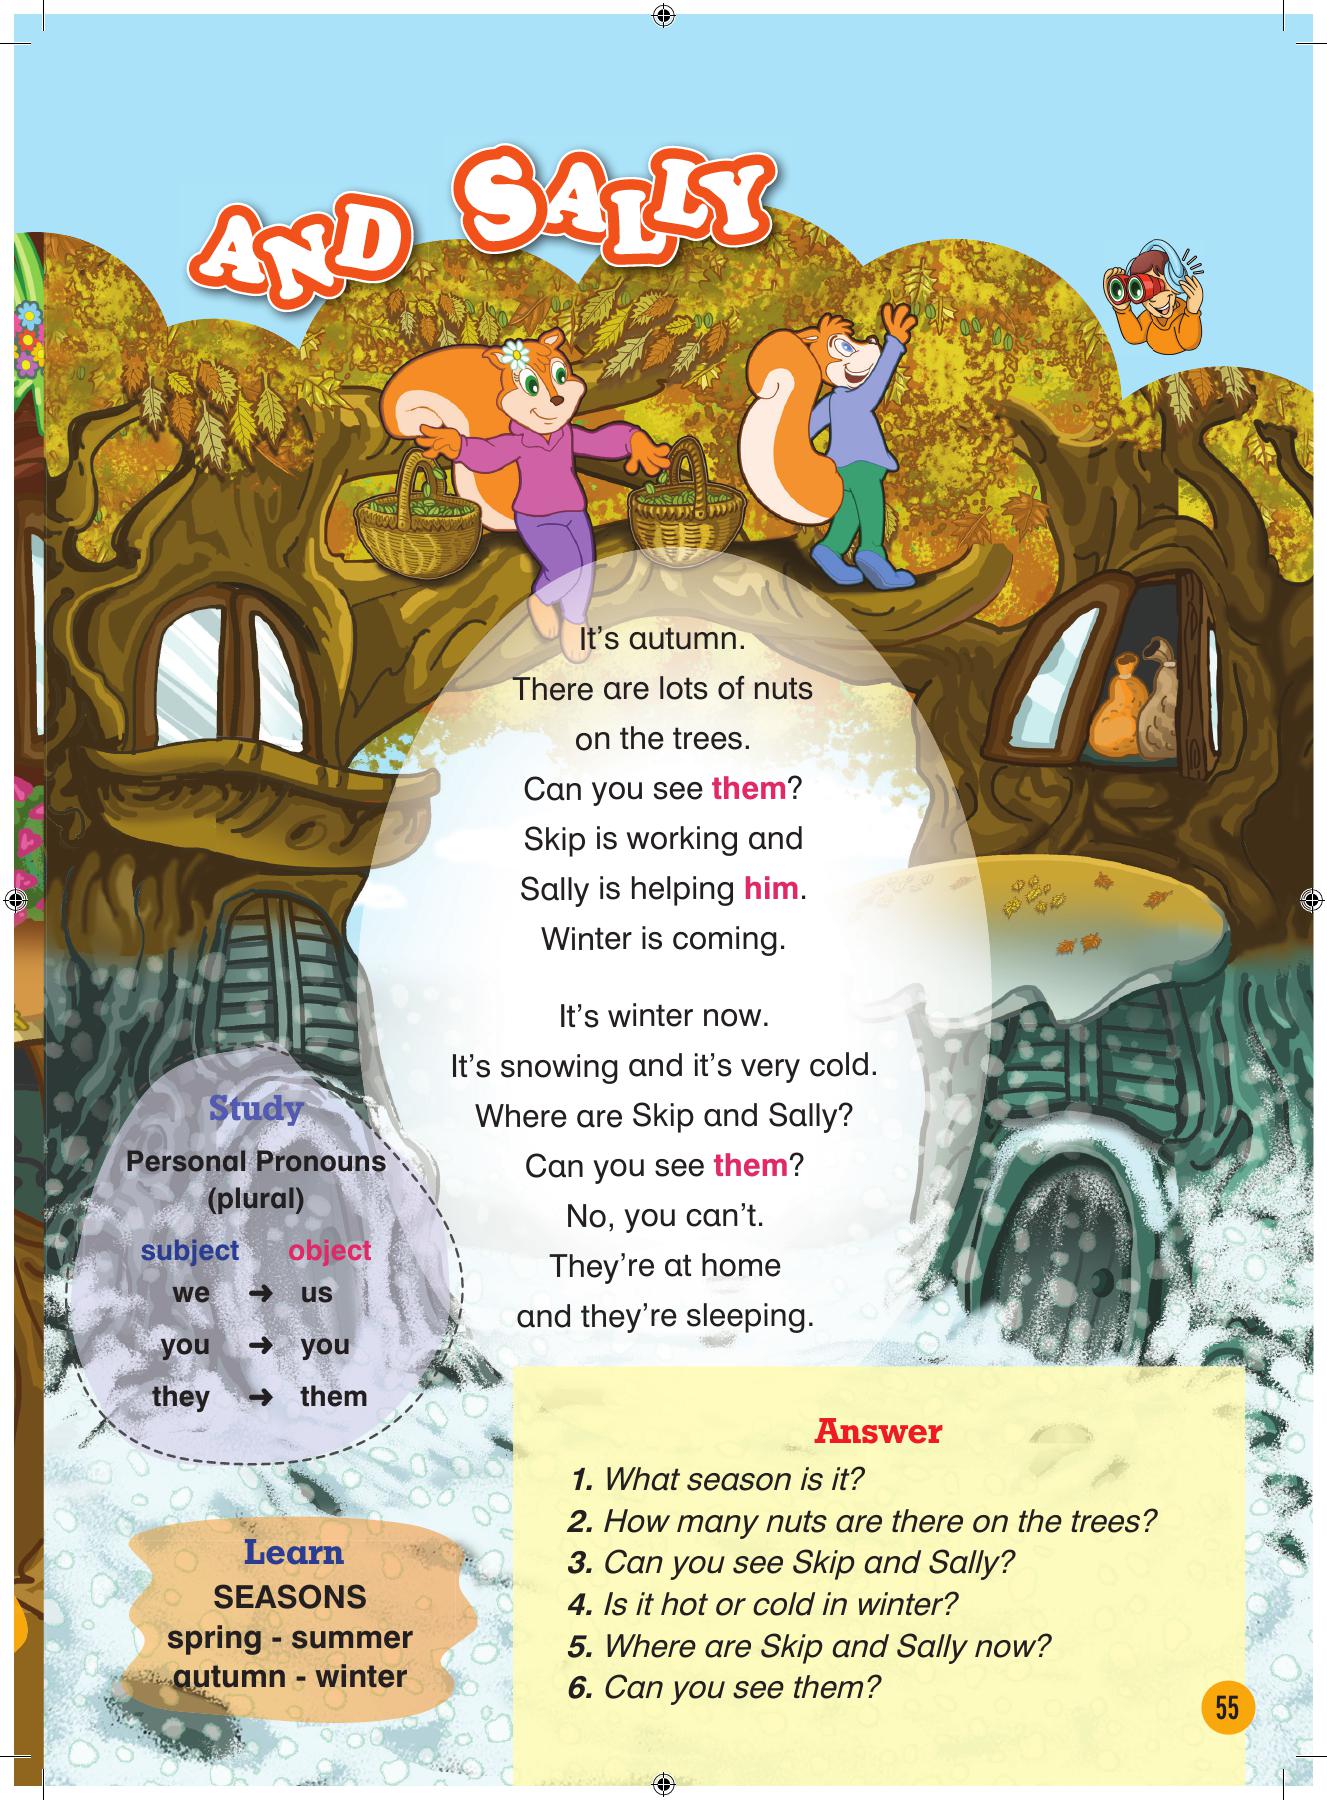 AND SALLY
It's autumn.
There are lots of nuts
on the trees.
Can you see them?
Skip is working and
Sally is helping him.
Winter is coming.
It's winter now.
It's snowing and it's very cold.
Where are Skip and Sally?
Can you see them?
No, you can't.
They're at home
and they're sleeping.
Study
Personal Pronouns
(plural)
subject object
we ➜ us
you ➜ you
they ➜ them
Learn
SEASONS
spring - summer
autumn - winter
Answer
1. What season is it?
2. How many nuts are there on the trees?
3. Can you see Skip and Sally?
4. Is it hot or cold in winter?
5. Where are Skip and Sally now?
6. Can you see them?
55